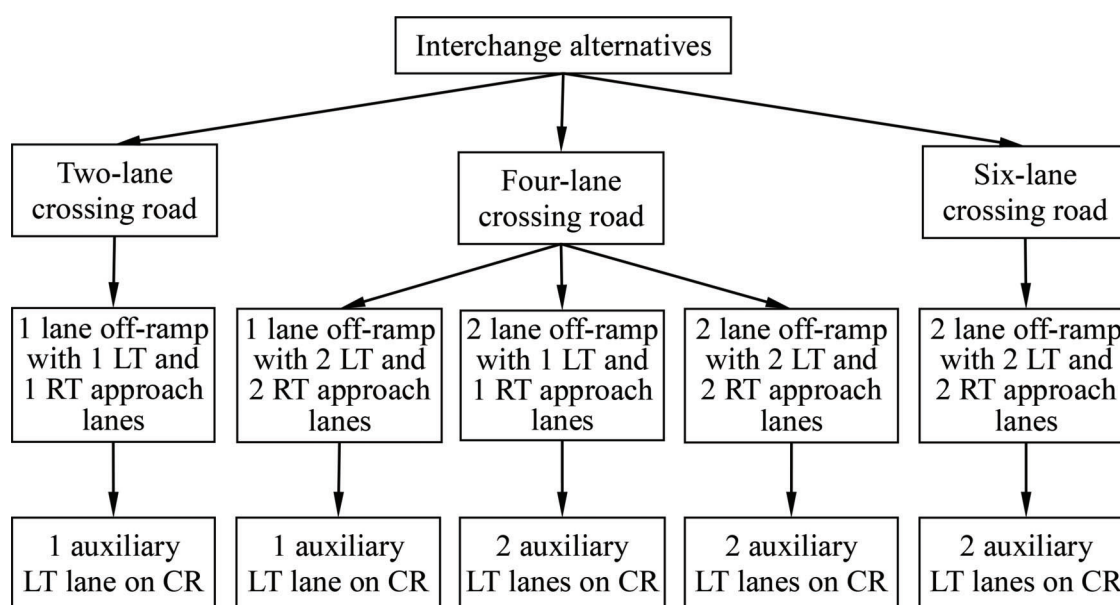 Interchange alternatives
Two-lane
crossing road
Four-lane
crossing road
Six-lane
crossing road
1 lane off-ramp
with 1 LT and
1 RT approach
lanes
1 lane off-ramp
with 2 LT and
2 RT approach
lanes
2 lane off-ramp
with 1 LT and
1 RT approach
lanes
2 lane off-ramp
with 2 LT and
2 RT approach
lanes
2 lane off-ramp
with 2 LT and
2 RT approach
lanes
1 auxiliary
LT lane on CR
1 auxiliary
LT lane on CR
2 auxiliary
LT lanes on CR
2 auxiliary
LT lanes on CR
2 auxiliary
LT lanes on CR